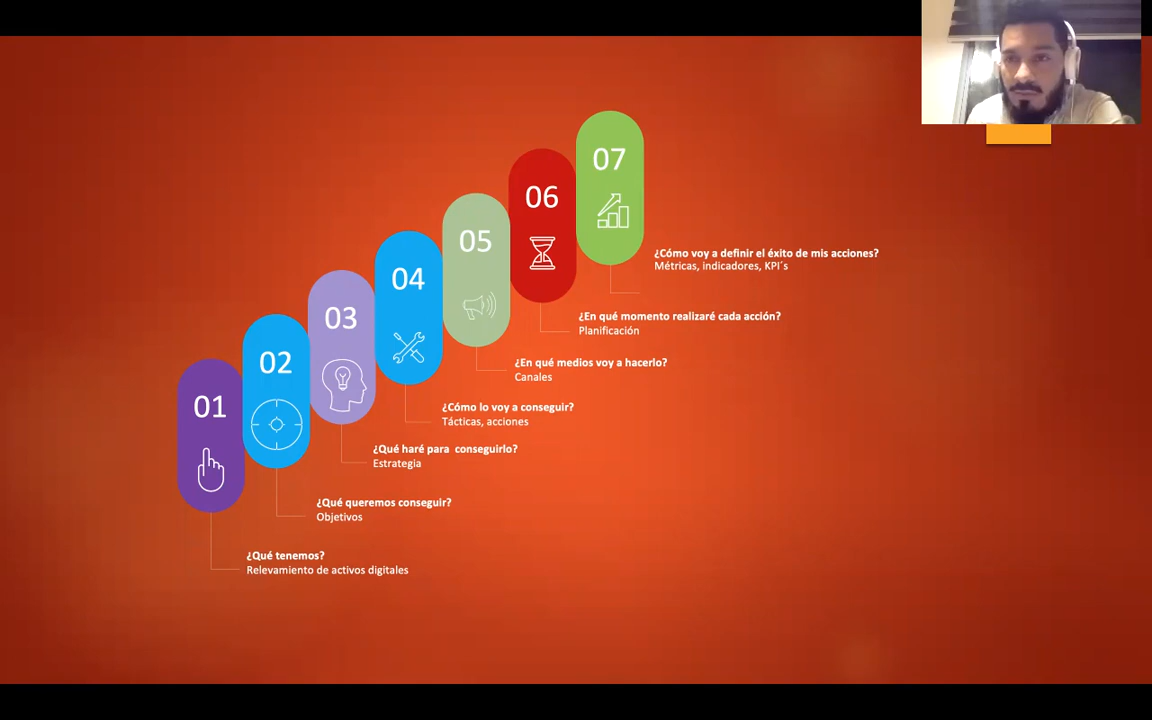 01
¿Qué tenemos?
Relevamiento de activos digitales
02
¿Qué queremos conseguir?
Objetivos
03
¿Qué haré para  conseguirlo?
Estrategia
04
¿Cómo lo voy a conseguir?
Tácticas, acciones
05
¿En qué medios voy a hacerlo?
Canales
06
¿En qué momento realizaré cada acción?
Planificación
07
¿Cómo voy a definir el éxito de mis acciones?
Métricas, indicadores, KPI´s